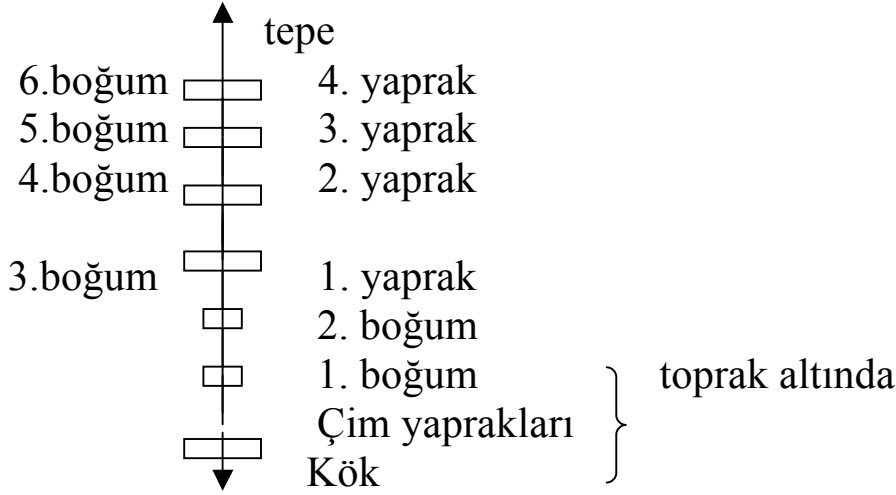 tepe
6.boğum 4. yaprak
5.boğum 3. yaprak
4.boğum 2. yaprak
3.boğum 1. yaprak
2. boğum
1. boğum toprak altında
Çim yaprakları
Kök